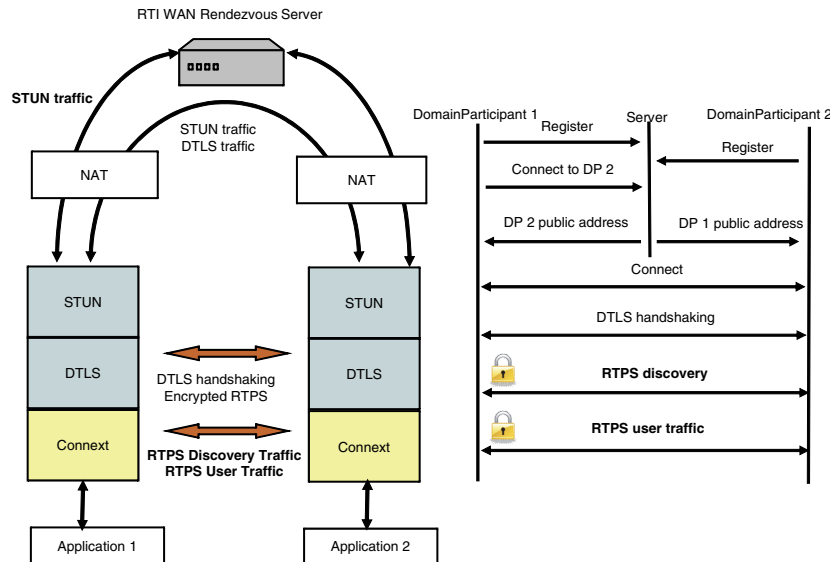 RTI WAN Rendezvous Server
STUN traffic
STUN traffic
DTLS traffic
NAT
NAT
STUN
DTLS
Connext
STUN
DTLS
Connext
DTLS handshaking
Encrypted RTPS
RTPS Discovery Traffic
RTPS User Traffic
Application 1
Application 2
DomainParticipant 1
Server
DomainParticipant 2
Register
Register
Connect to DP 2
DP 2 public address
DP 1 public address
Connect
DTLS handshaking
RTPS discovery
RTPS user traffic